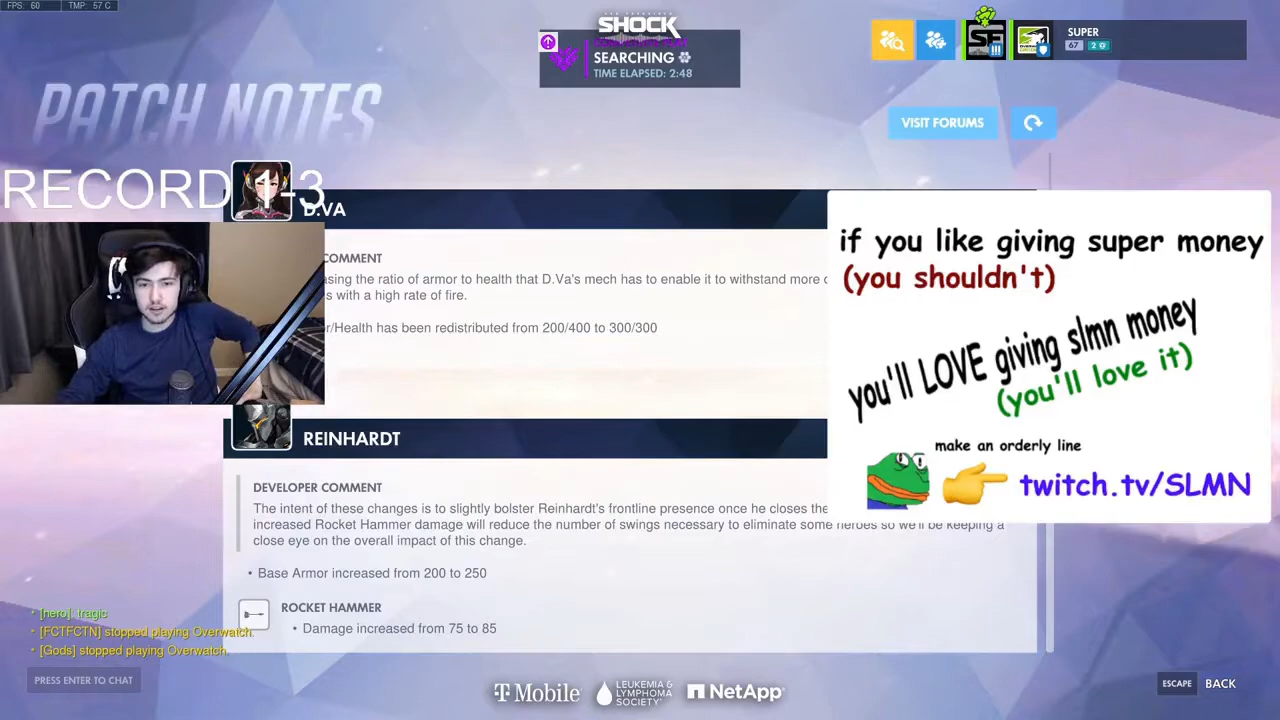 FPS: 60 TMP: 57 C
SHOCK
SEARCHING
TIME ELAPSED: 2:48
SF
SUPER
67 2
PATCH NOTES
VISIT FORUMS
RECORD 1-3
D.VA
COMMENT
asing the ratio of armor to health that D.Va's mech has to enable it to withstand more
s with a high rate of fire.
r/Health has been redistributed from 200/400 to 300/300
if you like giving super money
(you shouldn't)
you'll LOVE giving slmn money
(you'll love it)
make an orderly line
twitch.tv/SLMN
REINHARDT
DEVELOPER COMMENT
The intent of these changes is to slightly bolster Reinhardt's frontline presence once he closes the
increased Rocket Hammer damage will reduce the number of swings necessary to eliminate some heroes so we'll be keeping a
close eye on the overall impact of this change.
• Base Armor increased from 200 to 250
ROCKET HAMMER
• Damage increased from 75 to 85
• [nero]: tragic
• [FCTFCTN] stopped playing Overwatch.
• [Gods] stopped playing Overwatch.
PRESS ENTER TO CHAT
T Mobile LEUKEMIA & LYMPHOMA SOCIETY NetApp
ESCAPE BACK